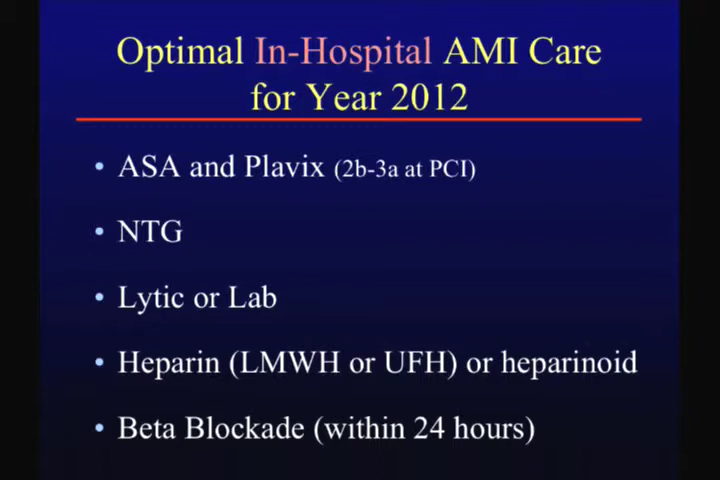 Optimal In-Hospital AMI Care
for Year 2012
• ASA and Plavix (2b-3a at PCI)
• NTG
• Lytic or Lab
• Heparin (LMWH or UFH) or heparinoid
• Beta Blockade (within 24 hours)